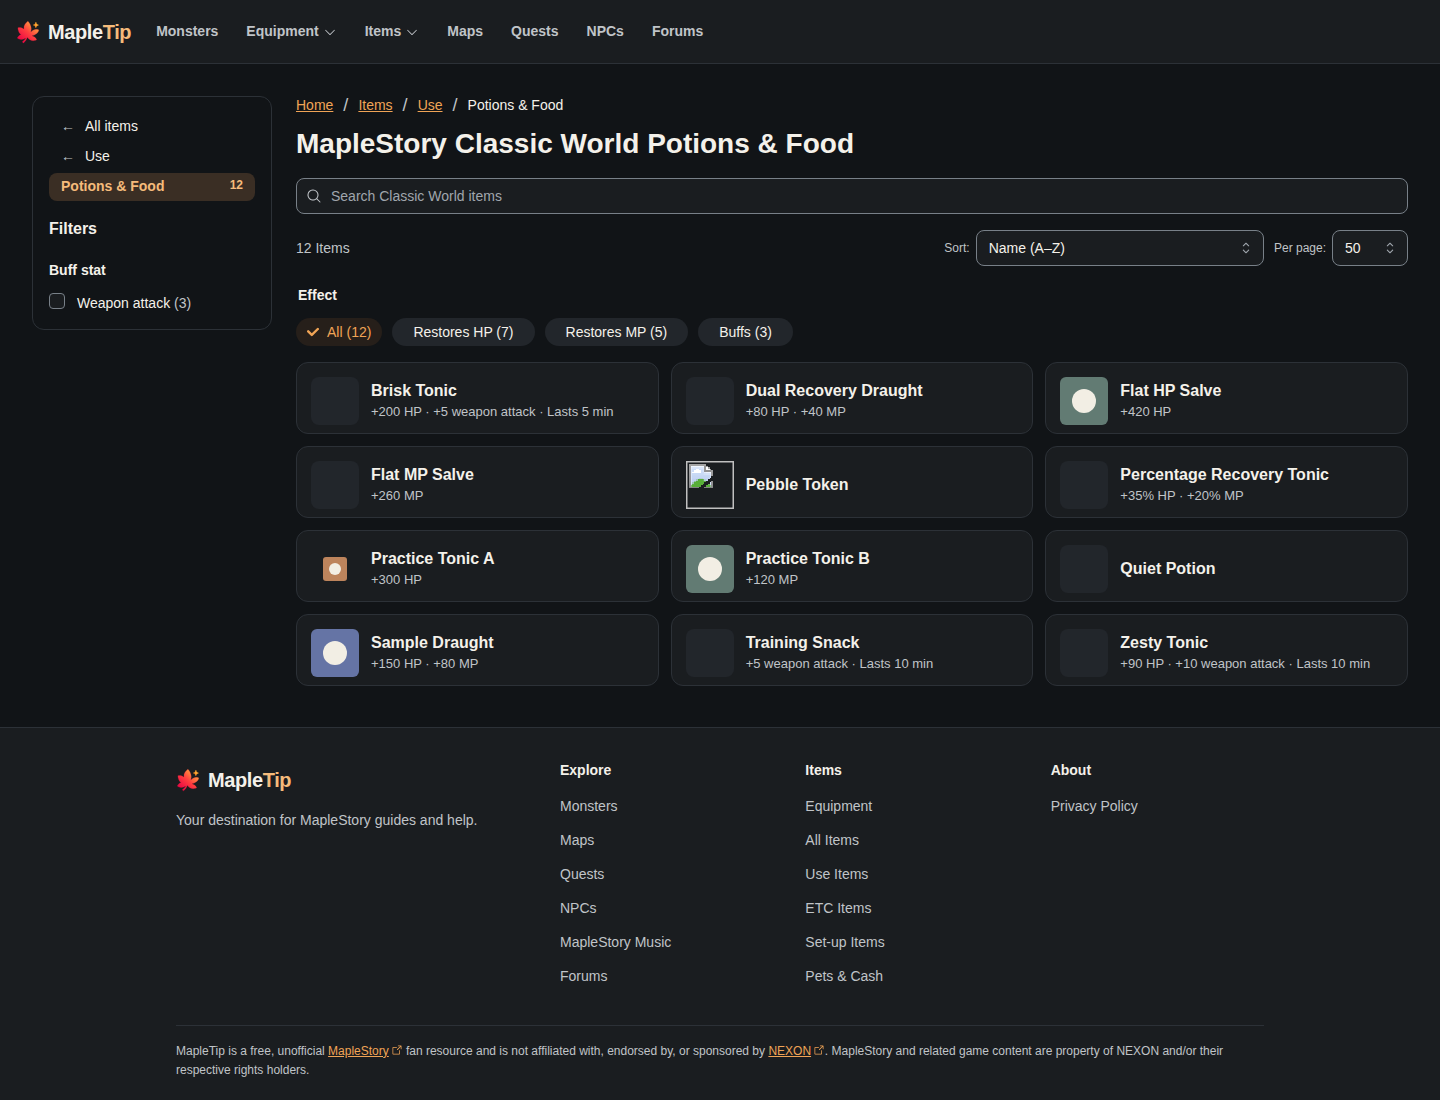 MapleTip
Monsters
Equipment
Items
Maps
Quests
NPCs
Forums
← All items
← Use
Potions & Food 12
Filters
Buff stat
Weapon attack (3)
Home / Items / Use / Potions & Food
MapleStory Classic World Potions & Food
Search Classic World items
12 Items
Sort: Name (A–Z)
Per page: 50
Effect
All (12)
Restores HP (7)
Restores MP (5)
Buffs (3)
Brisk Tonic
+200 HP · +5 weapon attack · Lasts 5 min
Dual Recovery Draught
+80 HP · +40 MP
Flat HP Salve
+420 HP
Flat MP Salve
+260 MP
Pebble Token
Percentage Recovery Tonic
+35% HP · +20% MP
Practice Tonic A
+300 HP
Practice Tonic B
+120 MP
Quiet Potion
Sample Draught
+150 HP · +80 MP
Training Snack
+5 weapon attack · Lasts 10 min
Zesty Tonic
+90 HP · +10 weapon attack · Lasts 10 min
MapleTip
Your destination for MapleStory guides and help.
Explore
Monsters
Maps
Quests
NPCs
MapleStory Music
Forums
Items
Equipment
All Items
Use Items
ETC Items
Set-up Items
Pets & Cash
About
Privacy Policy
MapleTip is a free, unofficial MapleStory fan resource and is not affiliated with, endorsed by, or sponsored by NEXON. MapleStory and related game content are property of NEXON and/or their
respective rights holders.